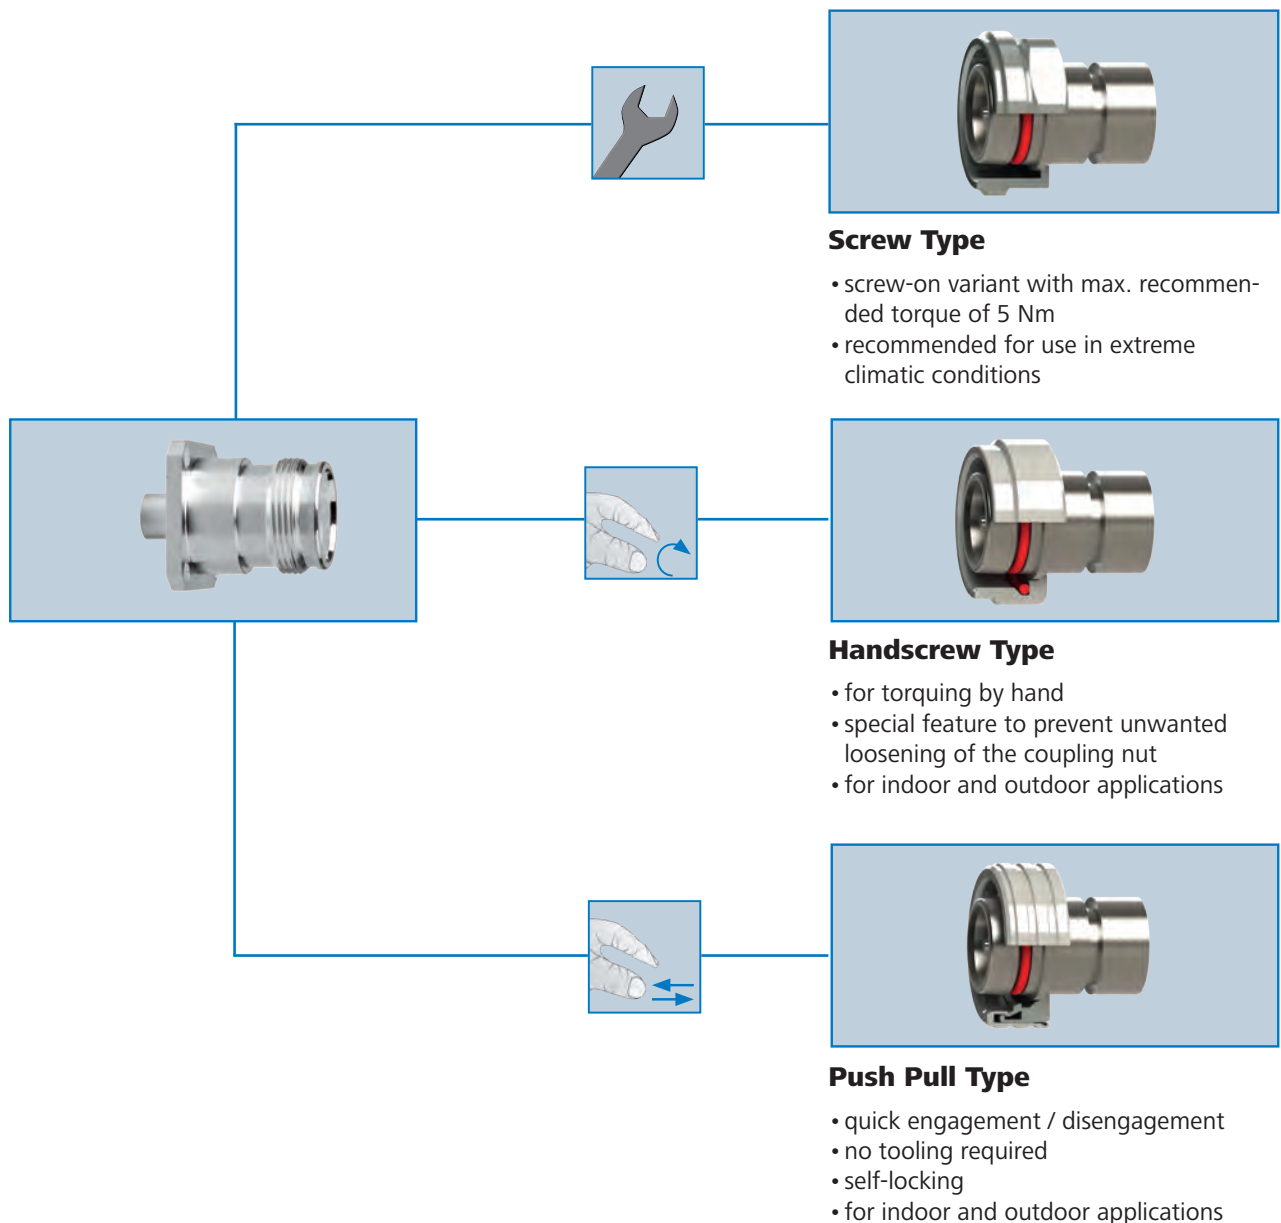 Screw Type
• screw-on variant with max. recommen-
ded torque of 5 Nm
• recommended for use in extreme
climatic conditions
Handscrew Type
• for torquing by hand
• special feature to prevent unwanted
loosening of the coupling nut
• for indoor and outdoor applications
Push Pull Type
• quick engagement / disengagement
• no tooling required
• self-locking
• for indoor and outdoor applications